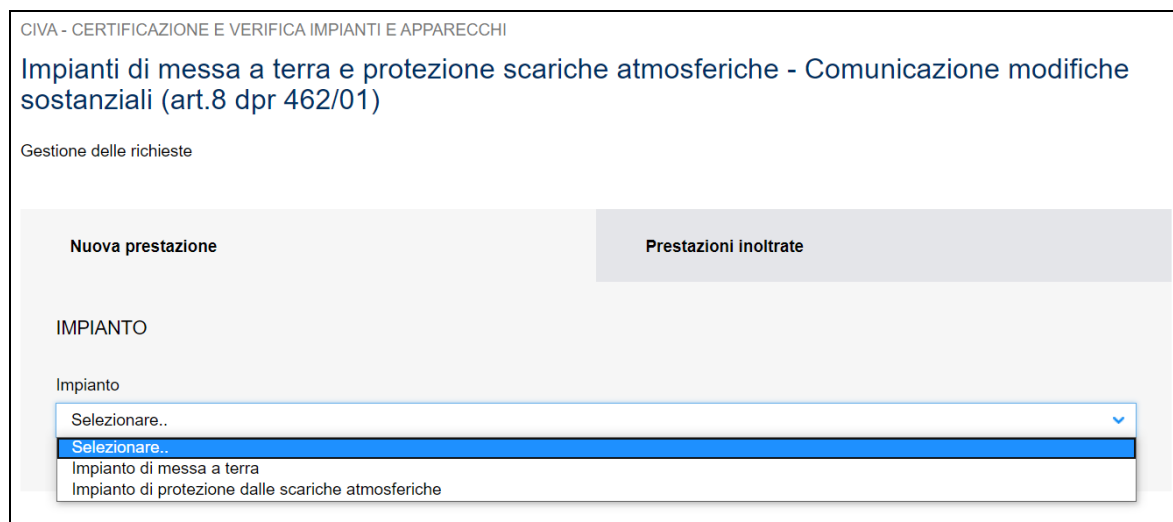 CIVA - CERTIFICAZIONE E VERIFICA IMPIANTI E APPARECCHI
Impianti di messa a terra e protezione scariche atmosferiche - Comunicazione modifiche
sostanziali (art.8 dpr 462/01)
Gestione delle richieste
Nuova prestazione
Prestazioni inoltrate
IMPIANTO
Impianto
Selezionare..
Selezionare..
Impianto di messa a terra
Impianto di protezione dalle scariche atmosferiche